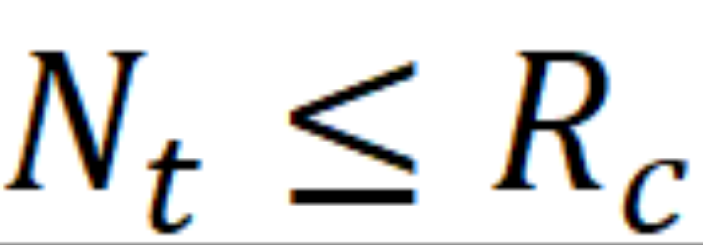 N_t ≤ R_c